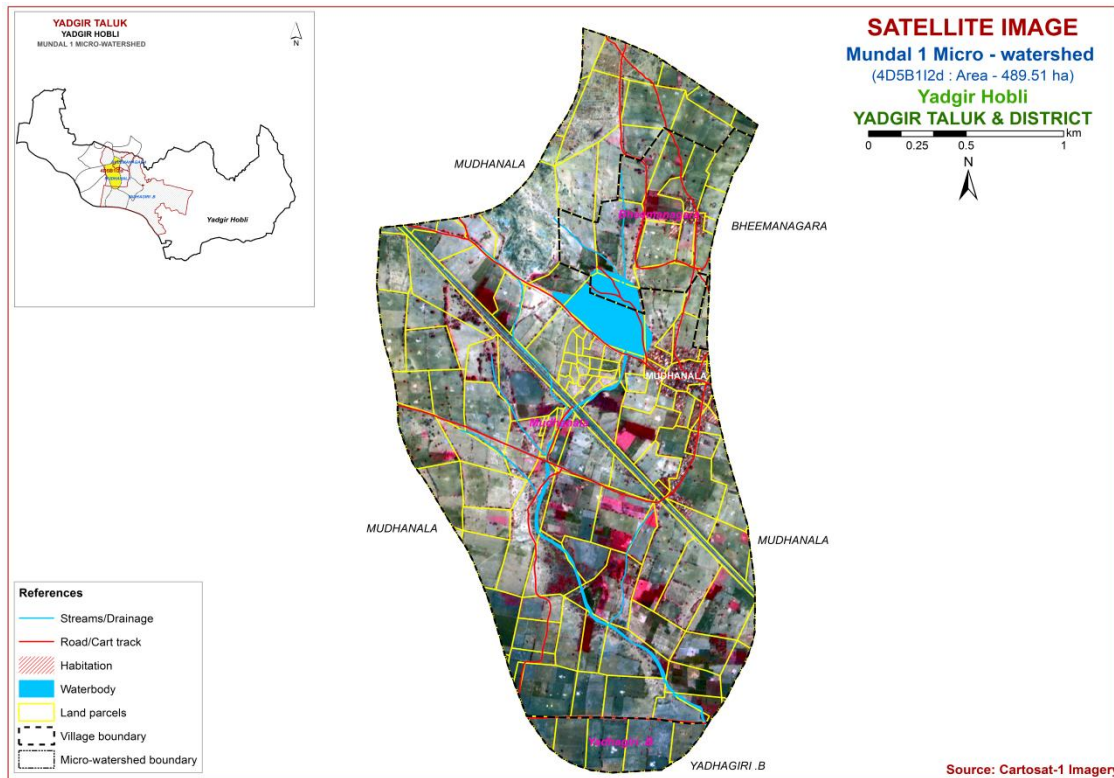 YADGIR TALUK
YADGIR HOBLI
MUNDAL 1 MICRO-WATERSHED
N
Yadgir Hobli
SATELLITE IMAGE
Mundal 1 Micro - watershed
(4D5B1I2d : Area - 489.51 ha)
Yadgir Hobli
YADGIR TALUK & DISTRICT
0 0.25 0.5 1
km
N
MUDHANALA
BHEEMANAGARA
Bheemanagara
MUDHANALA
Mudhanala
MUDHANALA
MUDHANALA
Yadhagiri .B
YADHAGIRI .B
References
Streams/Drainage
Road/Cart track
Habitation
Waterbody
Land parcels
Village boundary
Micro-watershed boundary
Source: Cartosat-1 Imagery